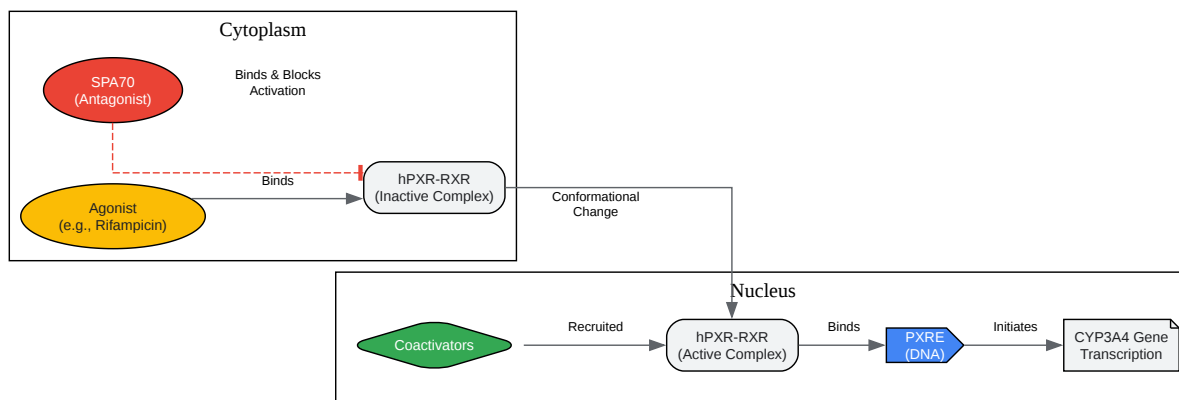 Cytoplasm
SPA70
(Antagonist)
Binds & Blocks
Activation
Binds
hPXR-RXR
(Inactive Complex)
Agonist
(e.g., Rifampicin)
Conformational
Change
Nucleus
Coactivators
Recruited
hPXR-RXR
(Active Complex)
Binds
PXRE
(DNA)
Initiates
CYP3A4 Gene
Transcription